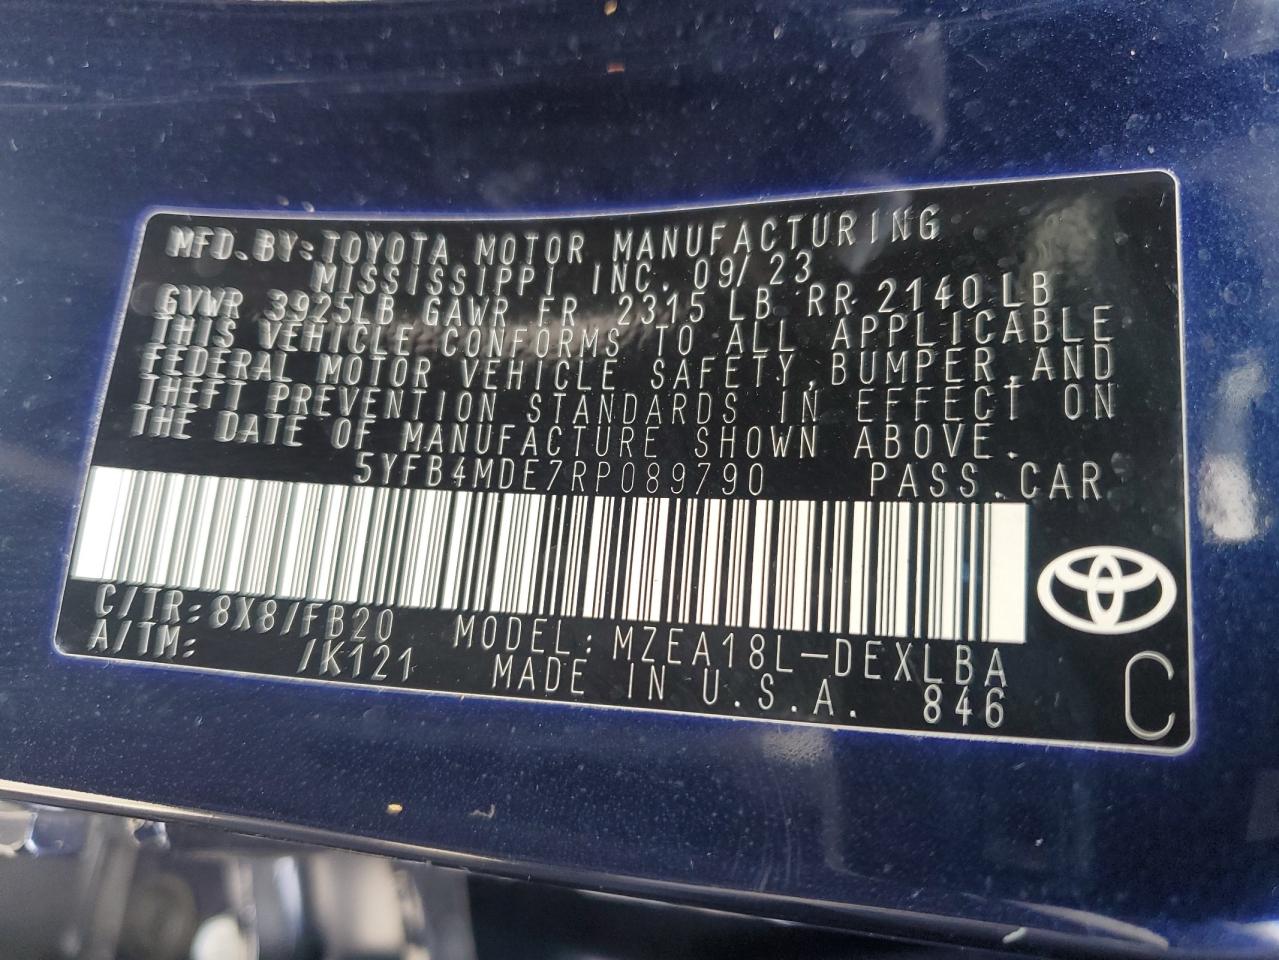 MFD.BY:TOYOTA MOTOR MANUFACTURING
MISSISSIPPI INC. 09/23
GVWR 3925LB GAWR FR 2315 LB RR 2140 LB
THIS VEHICLE CONFORMS TO ALL APPLICABLE
FEDERAL MOTOR VEHICLE SAFETY,BUMPER,AND
THEFT PREVENTION STANDARDS IN EFFECT ON
THE DATE OF MANUFACTURE SHOWN ABOVE.
5YFB4MDE7RP089790 PASS.CAR
C/TR:8X8/FB20 MODEL:MZEA18L-DEXLBA
A/TM: /K121 MADE IN U.S.A. 846
C